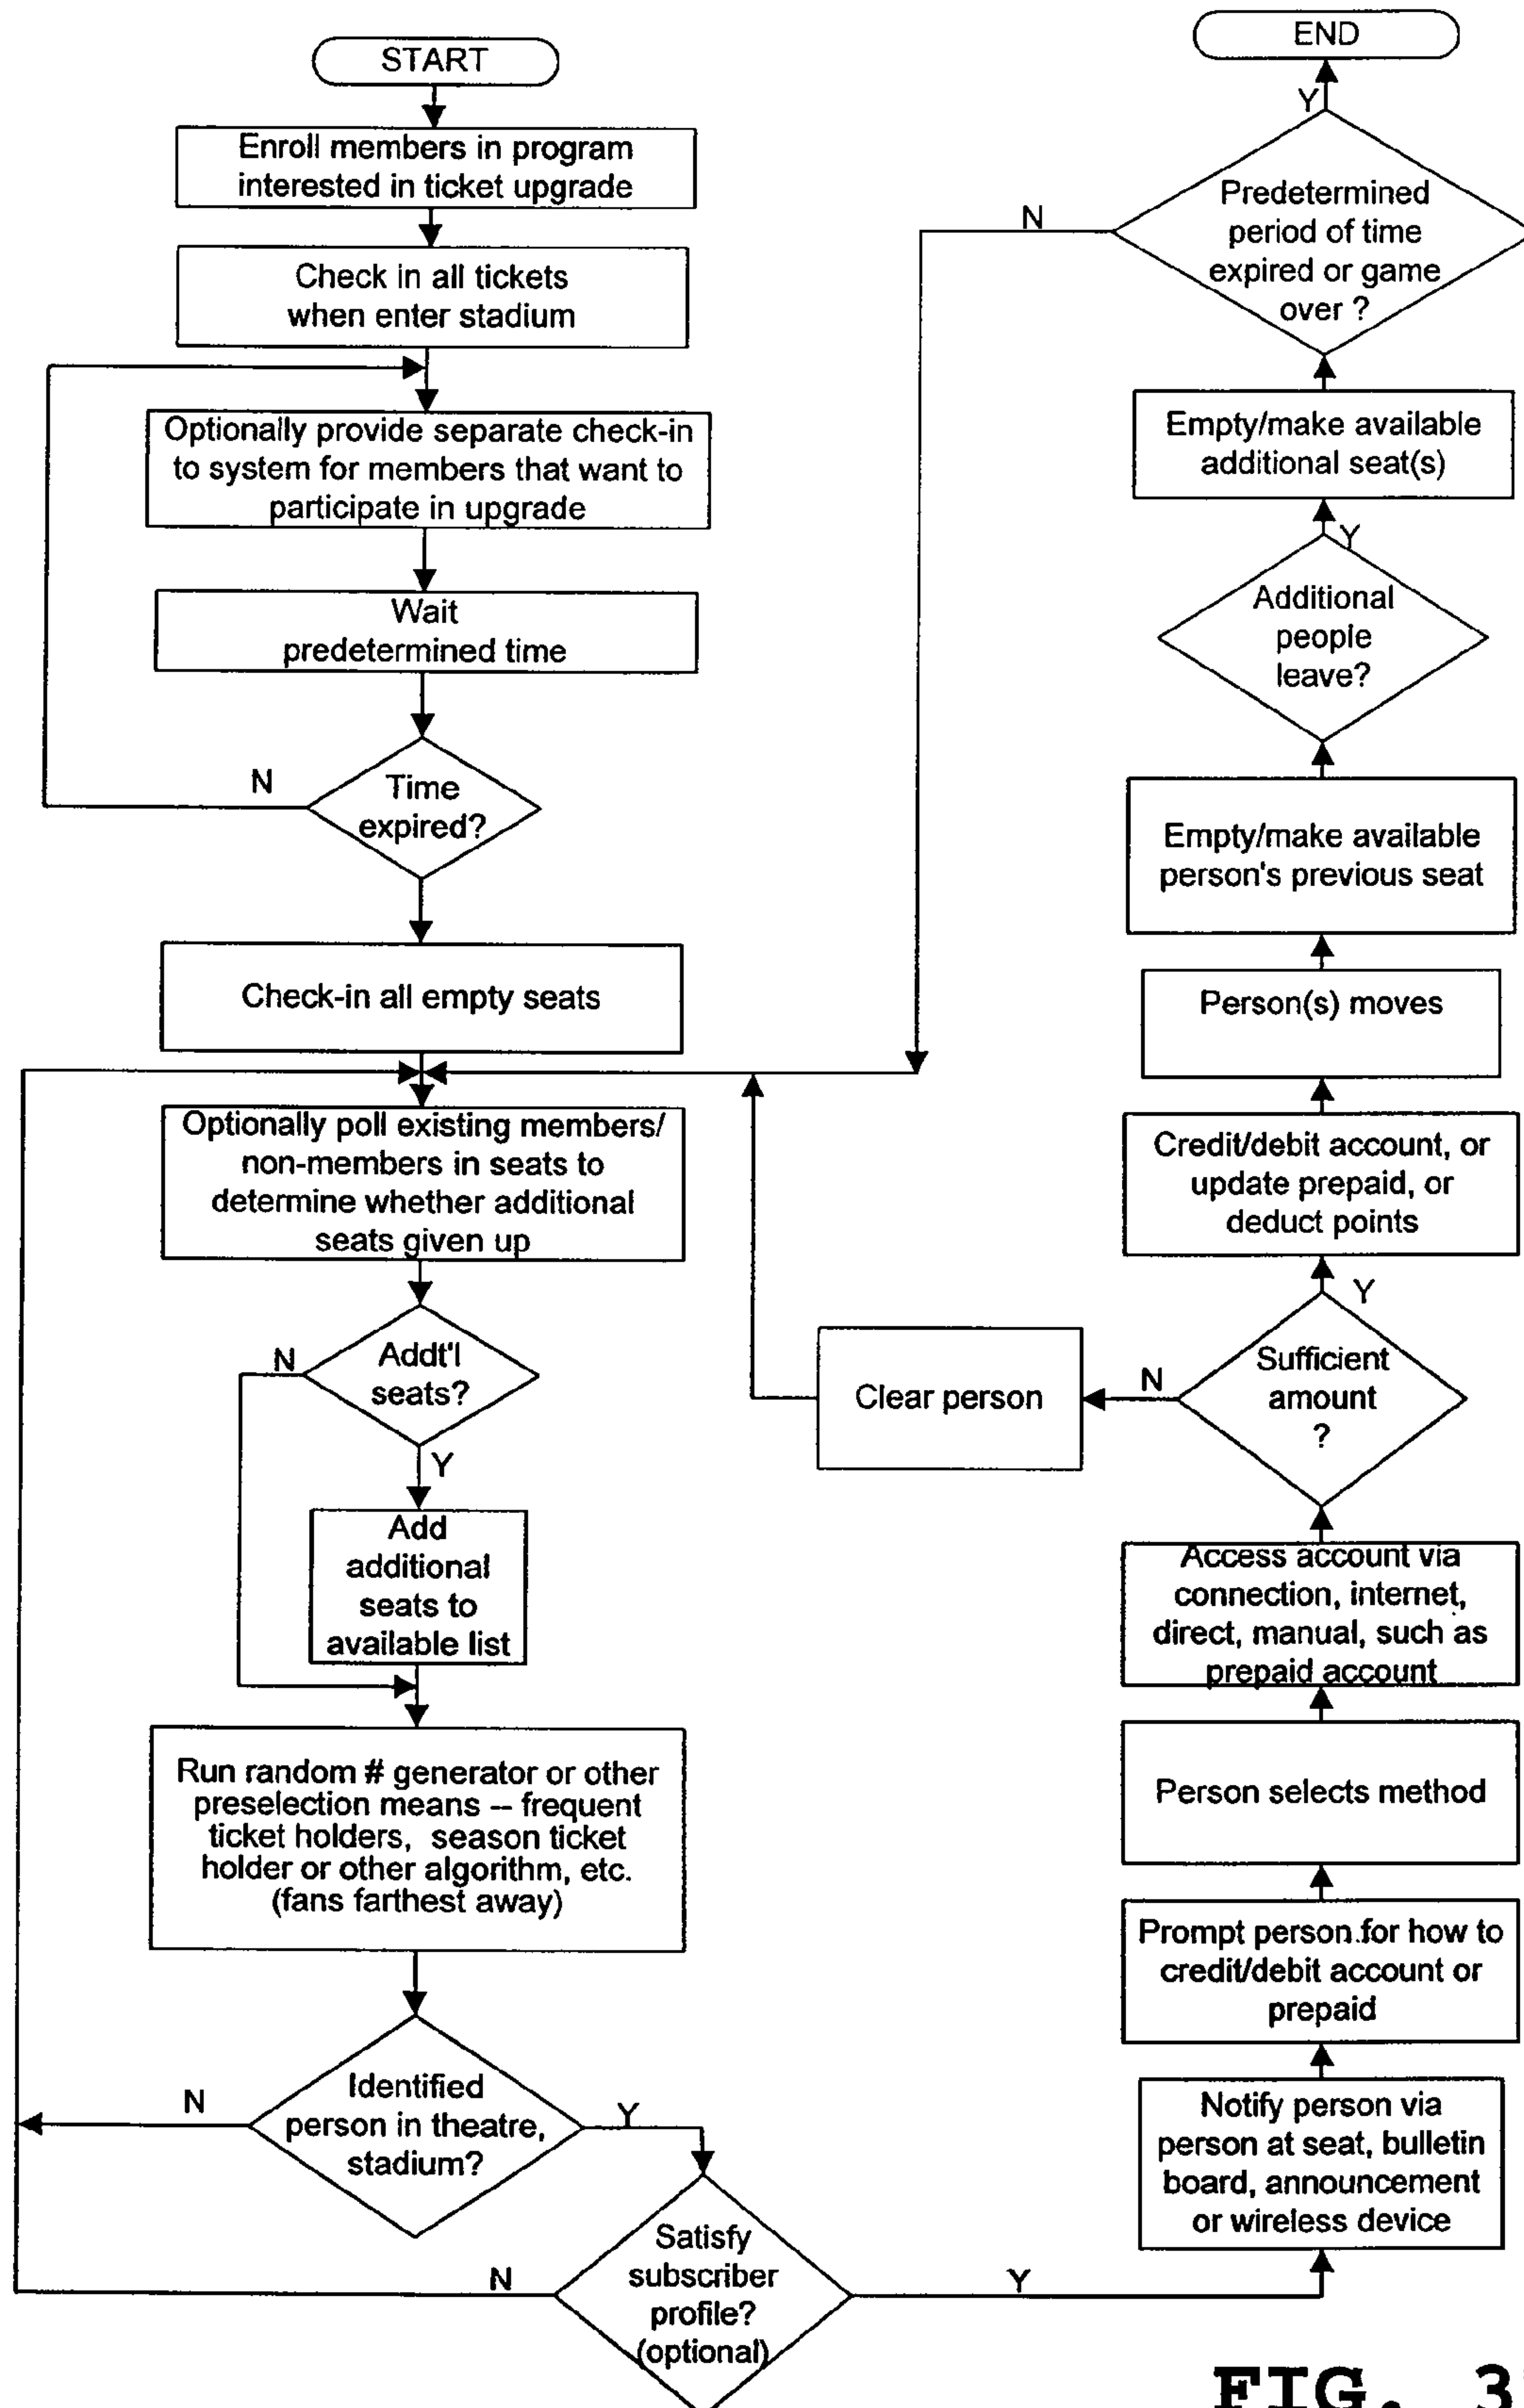 START
Enroll members in program
interested in ticket upgrade
Check in all tickets
when enter stadium
Optionally provide separate check-in
to system for members that want to
participate in upgrade
Wait
predetermined time
N
Time
expired?
Check-in all empty seats
Optionally poll existing members/
non-members in seats to
determine whether additional
seats given up
N
Addt'l
seats?
Y
Add
additional
seats to
available list
Run random # generator or other
preselection means -- frequent
ticket holders, season ticket
holder or other algorithm, etc.
(fans farthest away)
N
Identified
person in theatre,
stadium?
Y
N
Satisfy
subscriber
profile?
(optional)
Y
Notify person via
person at seat, bulletin
board, announcement
or wireless device
Prompt person for how to
credit/debit account or
prepaid
Person selects method
Access account via
connection, internet,
direct, manual, such as
prepaid account
Sufficient
amount
?
N
Clear person
Y
Credit/debit account, or
update prepaid, or
deduct points
Person(s) moves
Empty/make available
person's previous seat
Additional
people
leave?
Y
Empty/make available
additional seat(s)
Predetermined
period of time
expired or game
over ?
N
Y
END
FIG. 3